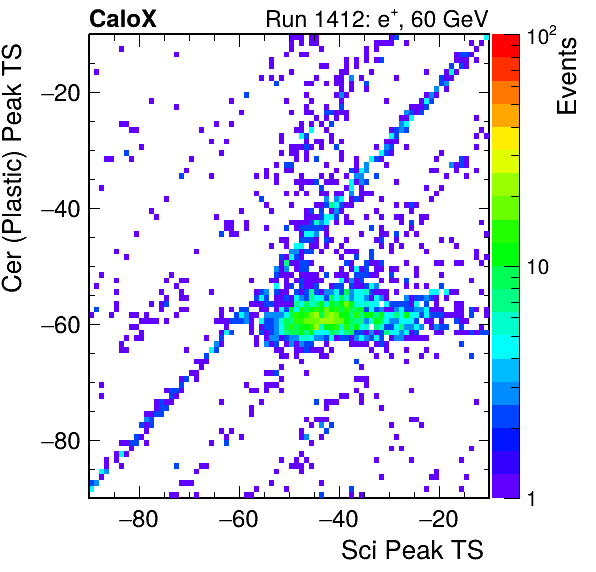 CaloX Run 1412: e⁺, 60 GeV
Cer (Plastic) Peak TS
−20
−40
−60
−80
−80 −60 −40 −20
Sci Peak TS
10²
10
1
Events